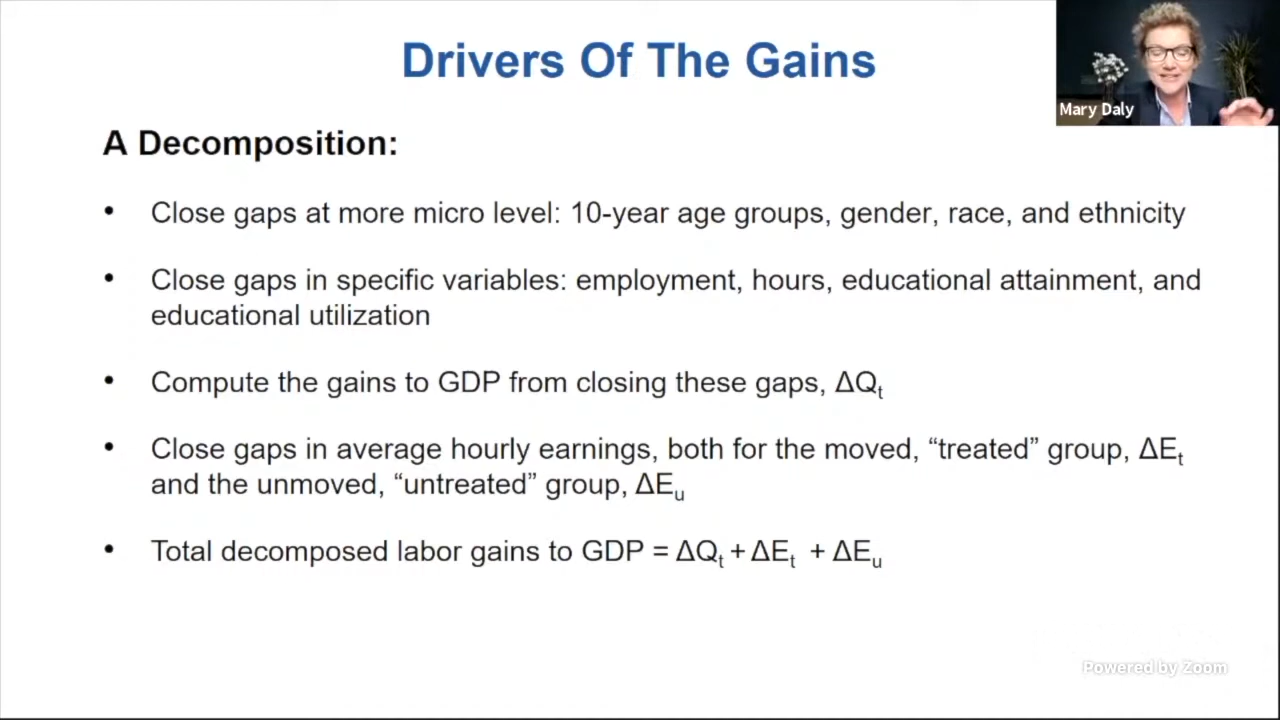 Drivers Of The Gains
Mary Daly
A Decomposition:
• Close gaps at more micro level: 10-year age groups, gender, race, and ethnicity
• Close gaps in specific variables: employment, hours, educational attainment, and
educational utilization
• Compute the gains to GDP from closing these gaps, ΔQt
• Close gaps in average hourly earnings, both for the moved, “treated” group, ΔEt
and the unmoved, “untreated” group, ΔEu
• Total decomposed labor gains to GDP = ΔQt + ΔEt + ΔEu
Powered by Zoom